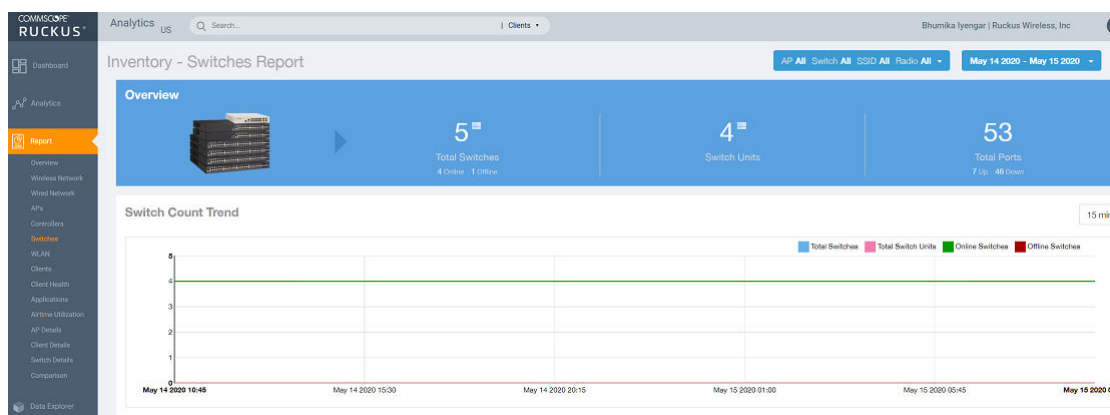 COMMSCOPE®
RUCKUS®
Analytics US
Search...
| Clients
Bhumika Iyengar | Ruckus Wireless, Inc
Dashboard
Analytics
Report
Overview
Wireless Network
Wired Network
APs
Controllers
Switches
WLAN
Clients
Client Health
Applications
Airtime Utilization
AP Details
Client Details
Switch Details
Comparison
Data Explorer
Inventory - Switches Report
AP All Switch All SSID All Radio All
May 14 2020 - May 15 2020
Overview
5
Total Switches
4 Online 1 Offline
4
Switch Units
53
Total Ports
7 Up 46 Down
Switch Count Trend
15 min
Total Switches Total Switch Units Online Switches Offline Switches
5
4
3
2
1
0
May 14 2020 10:45 May 14 2020 15:30 May 14 2020 20:15 May 15 2020 01:00 May 15 2020 05:45 May 15 2020